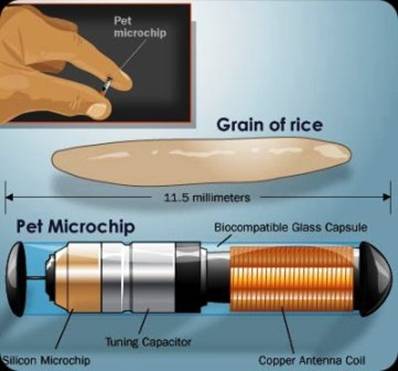 Pet
microchip
Grain of rice
11.5 millimeters
Pet Microchip
Biocompatible Glass Capsule
Tuning Capacitor
Silicon Microchip
Copper Antenna Coil